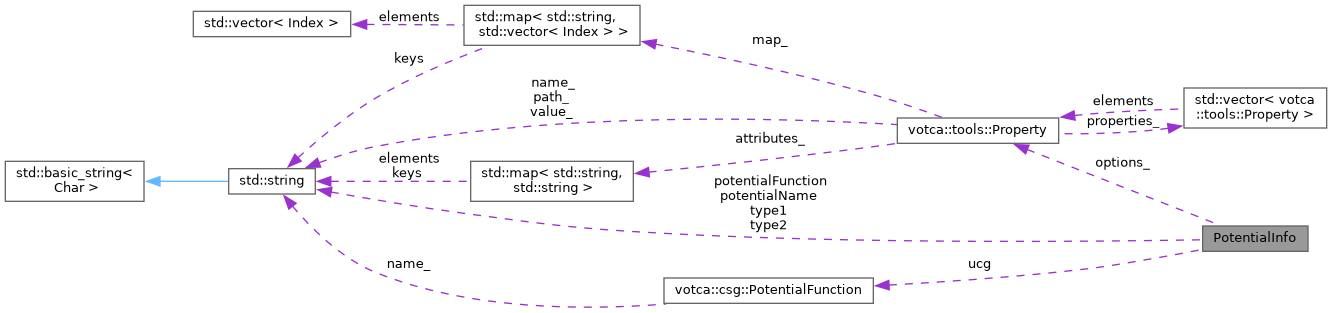 std::vector< Index >
elements
std::map< std::string,
std::vector< Index > >
map_
keys
name_
path_
value_
votca::tools::Property
elements
properties_
std::vector< votca
::tools::Property >
attributes_
options_
std::basic_string<
Char >
std::string
elements
keys
std::map< std::string,
std::string >
potentialFunction
potentialName
type1
type2
PotentialInfo
name_
votca::csg::PotentialFunction
ucg